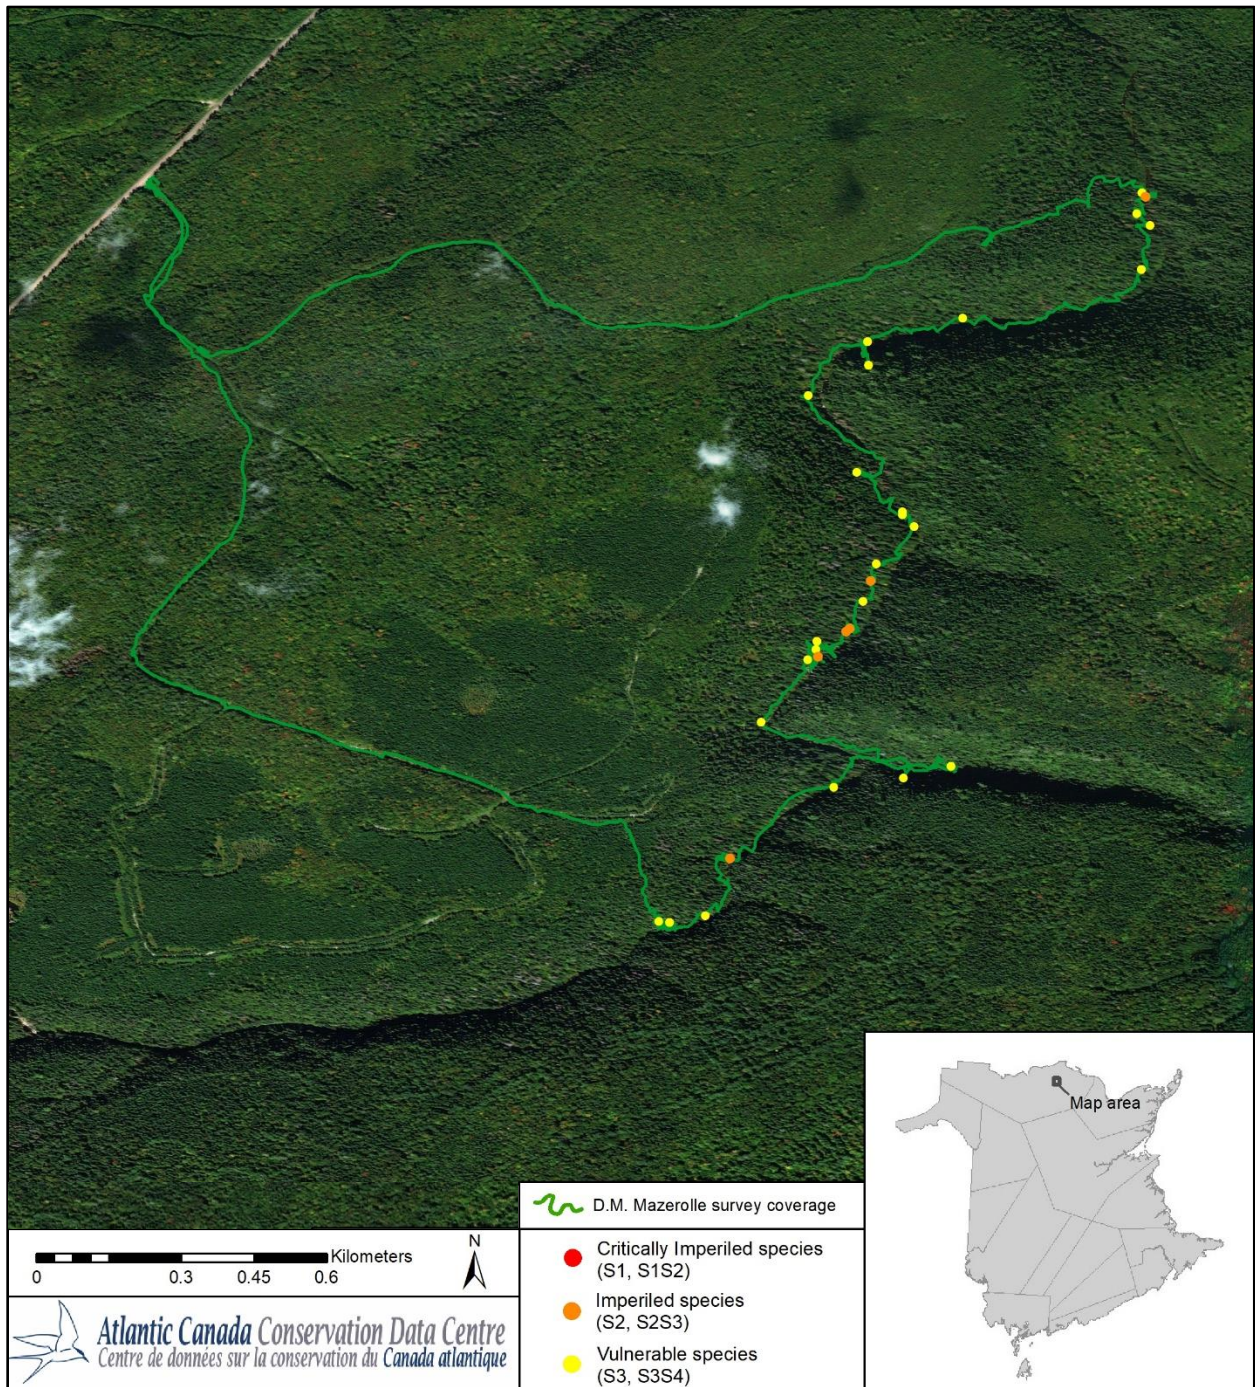 Map area
D.M. Mazerolle survey coverage
Kilometers
0 0.3 0.45 0.6
N
Critically Imperiled species
(S1, S1S2)
Imperiled species
(S2, S2S3)
Vulnerable species
(S3, S3S4)
Atlantic Canada Conservation Data Centre
Centre de données sur la conservation du Canada atlantique